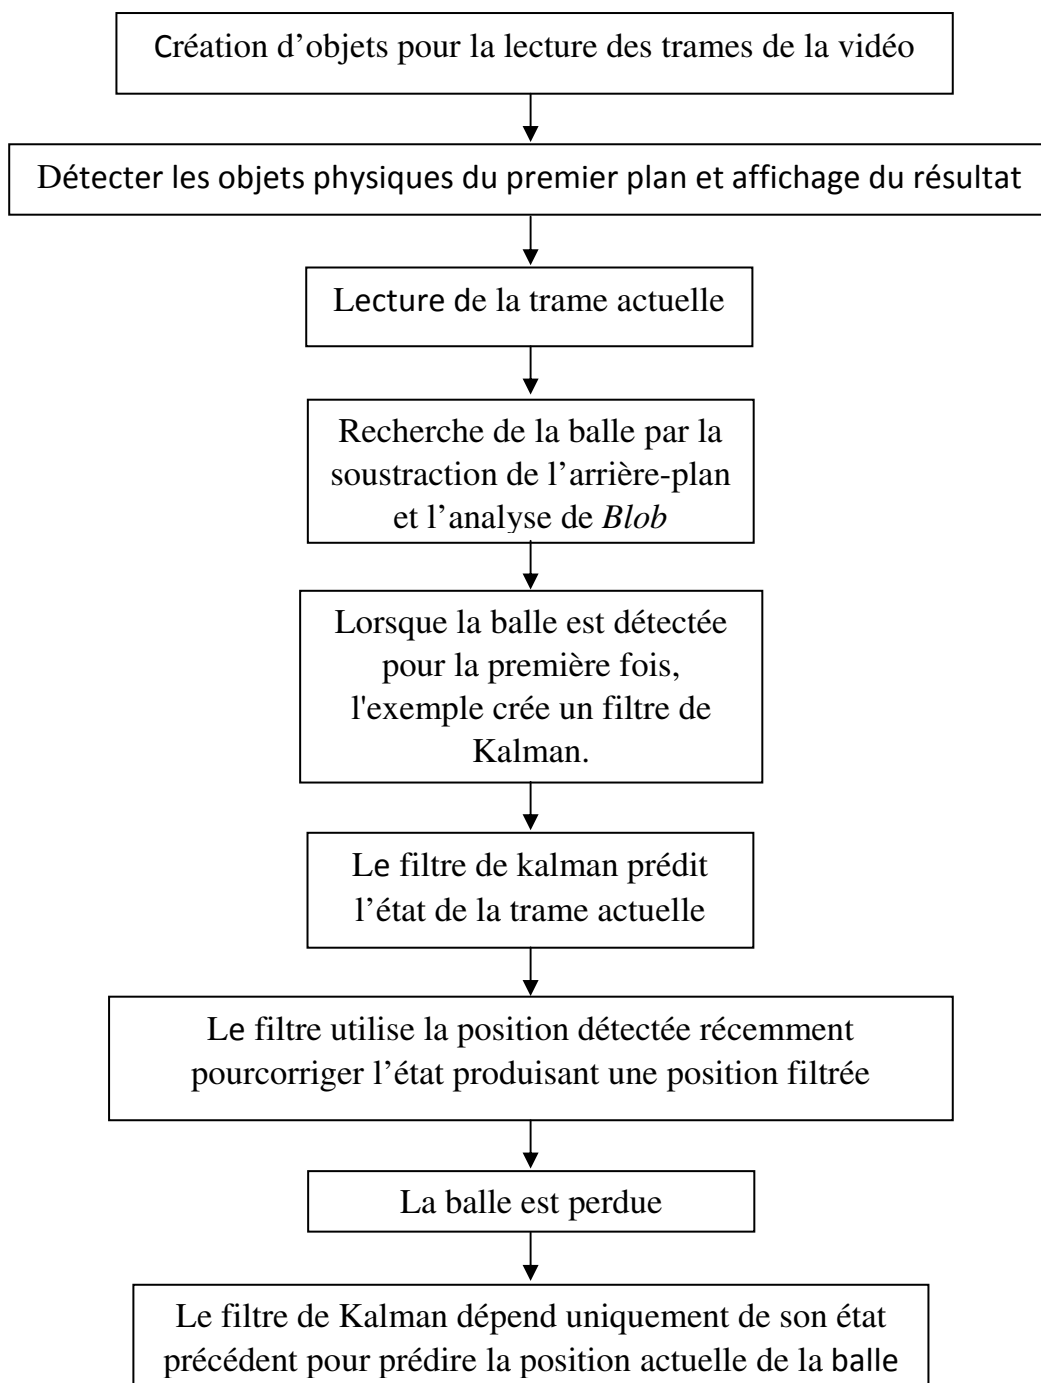 Création d’objets pour la lecture des trames de la vidéo
Détecter les objets physiques du premier plan et affichage du résultat
Lecture de la trame actuelle
Recherche de la balle par la
soustraction de l’arrière-plan
et l’analyse de Blob
Lorsque la balle est détectée
pour la première fois,
l'exemple crée un filtre de
Kalman.
Le filtre de kalman prédit
l’état de la trame actuelle
Le filtre utilise la position détectée récemment
pourcorriger l’état produisant une position filtrée
La balle est perdue
Le filtre de Kalman dépend uniquement de son état
précédent pour prédire la position actuelle de la balle